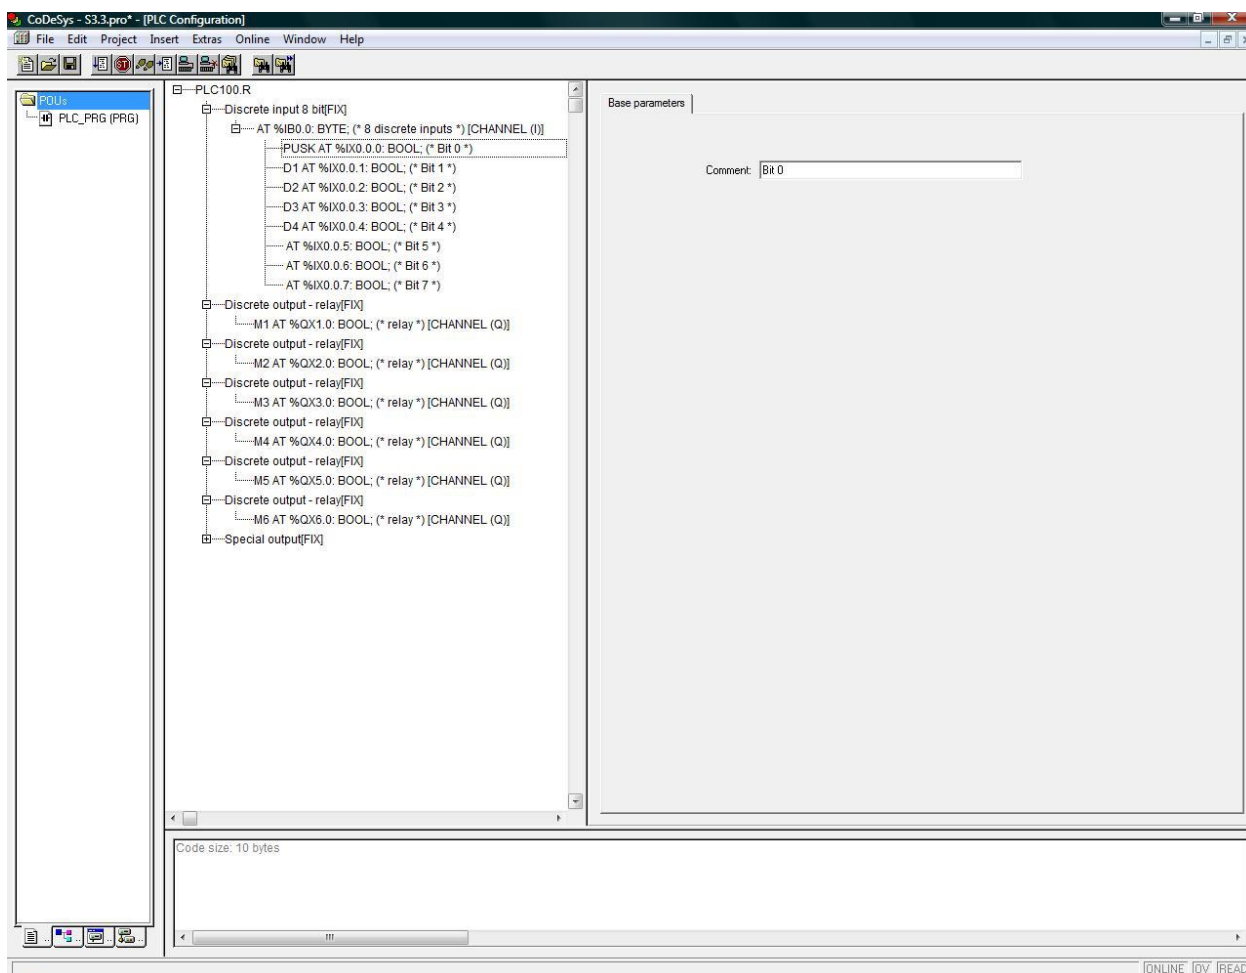 CoDeSys - S3.3.pro* - [PLC Configuration]
File Edit Project Insert Extras Online Window Help
POUs
PLC_PRG (PRG)
PLC100.R
Discrete input 8 bit[FIX]
AT %IB0.0: BYTE; (* 8 discrete inputs *) [CHANNEL (I)]
PUSK AT %IX0.0.0: BOOL; (* Bit 0 *)
D1 AT %IX0.0.1: BOOL; (* Bit 1 *)
D2 AT %IX0.0.2: BOOL; (* Bit 2 *)
D3 AT %IX0.0.3: BOOL; (* Bit 3 *)
D4 AT %IX0.0.4: BOOL; (* Bit 4 *)
AT %IX0.0.5: BOOL; (* Bit 5 *)
AT %IX0.0.6: BOOL; (* Bit 6 *)
AT %IX0.0.7: BOOL; (* Bit 7 *)
Discrete output - relay[FIX]
M1 AT %QX1.0: BOOL; (* relay *) [CHANNEL (Q)]
Discrete output - relay[FIX]
M2 AT %QX2.0: BOOL; (* relay *) [CHANNEL (Q)]
Discrete output - relay[FIX]
M3 AT %QX3.0: BOOL; (* relay *) [CHANNEL (Q)]
Discrete output - relay[FIX]
M4 AT %QX4.0: BOOL; (* relay *) [CHANNEL (Q)]
Discrete output - relay[FIX]
M5 AT %QX5.0: BOOL; (* relay *) [CHANNEL (Q)]
Discrete output - relay[FIX]
M6 AT %QX6.0: BOOL; (* relay *) [CHANNEL (Q)]
Special output[FIX]
Base parameters
Comment: Bit 0
Code size: 10 bytes
ONLINE OV READ